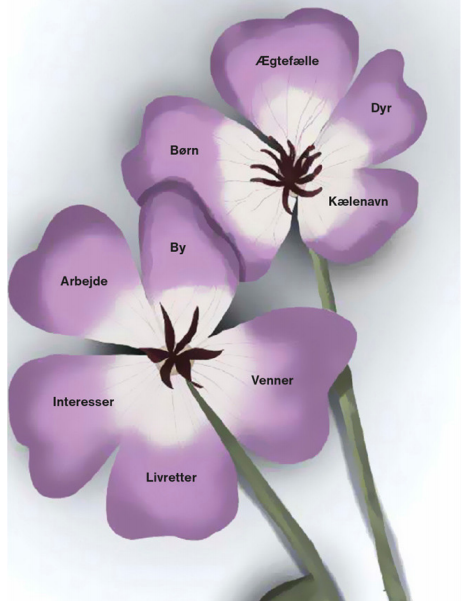 Ægtefælle
Dyr
Børn
Kælenavn
By
Arbejde
Venner
Interesser
Livretter